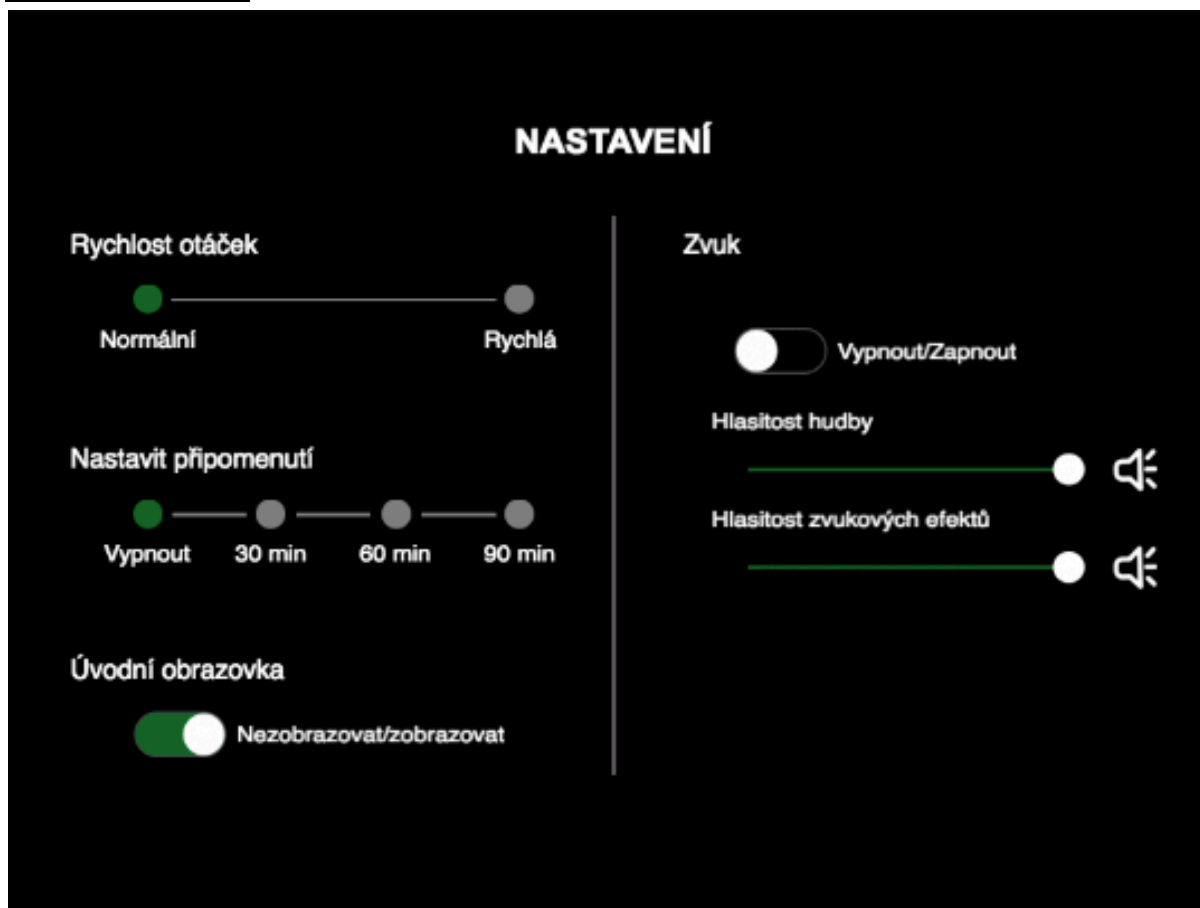 NASTAVENÍ
Rychlost otáček
Normální Rychlá
Nastavit připomenutí
Vypnout 30 min 60 min 90 min
Úvodní obrazovka
Nezobrazovat/zobrazovat
Zvuk
Vypnout/Zapnout
Hlasitost hudby
Hlasitost zvukových efektů